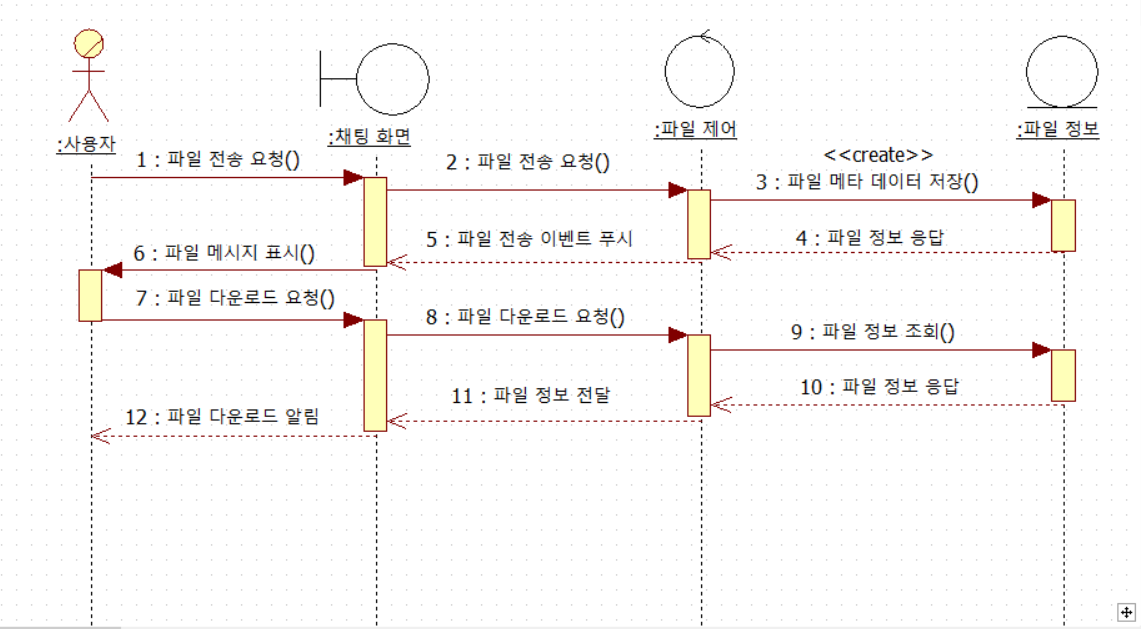 :사용자
:채팅 화면
:파일 제어
:파일 정보
1 : 파일 전송 요청()
2 : 파일 전송 요청()
<<create>>
3 : 파일 메타 데이터 저장()
4 : 파일 정보 응답
5 : 파일 전송 이벤트 푸시
6 : 파일 메시지 표시()
7 : 파일 다운로드 요청()
8 : 파일 다운로드 요청()
9 : 파일 정보 조회()
10 : 파일 정보 응답
11 : 파일 정보 전달
12 : 파일 다운로드 알림